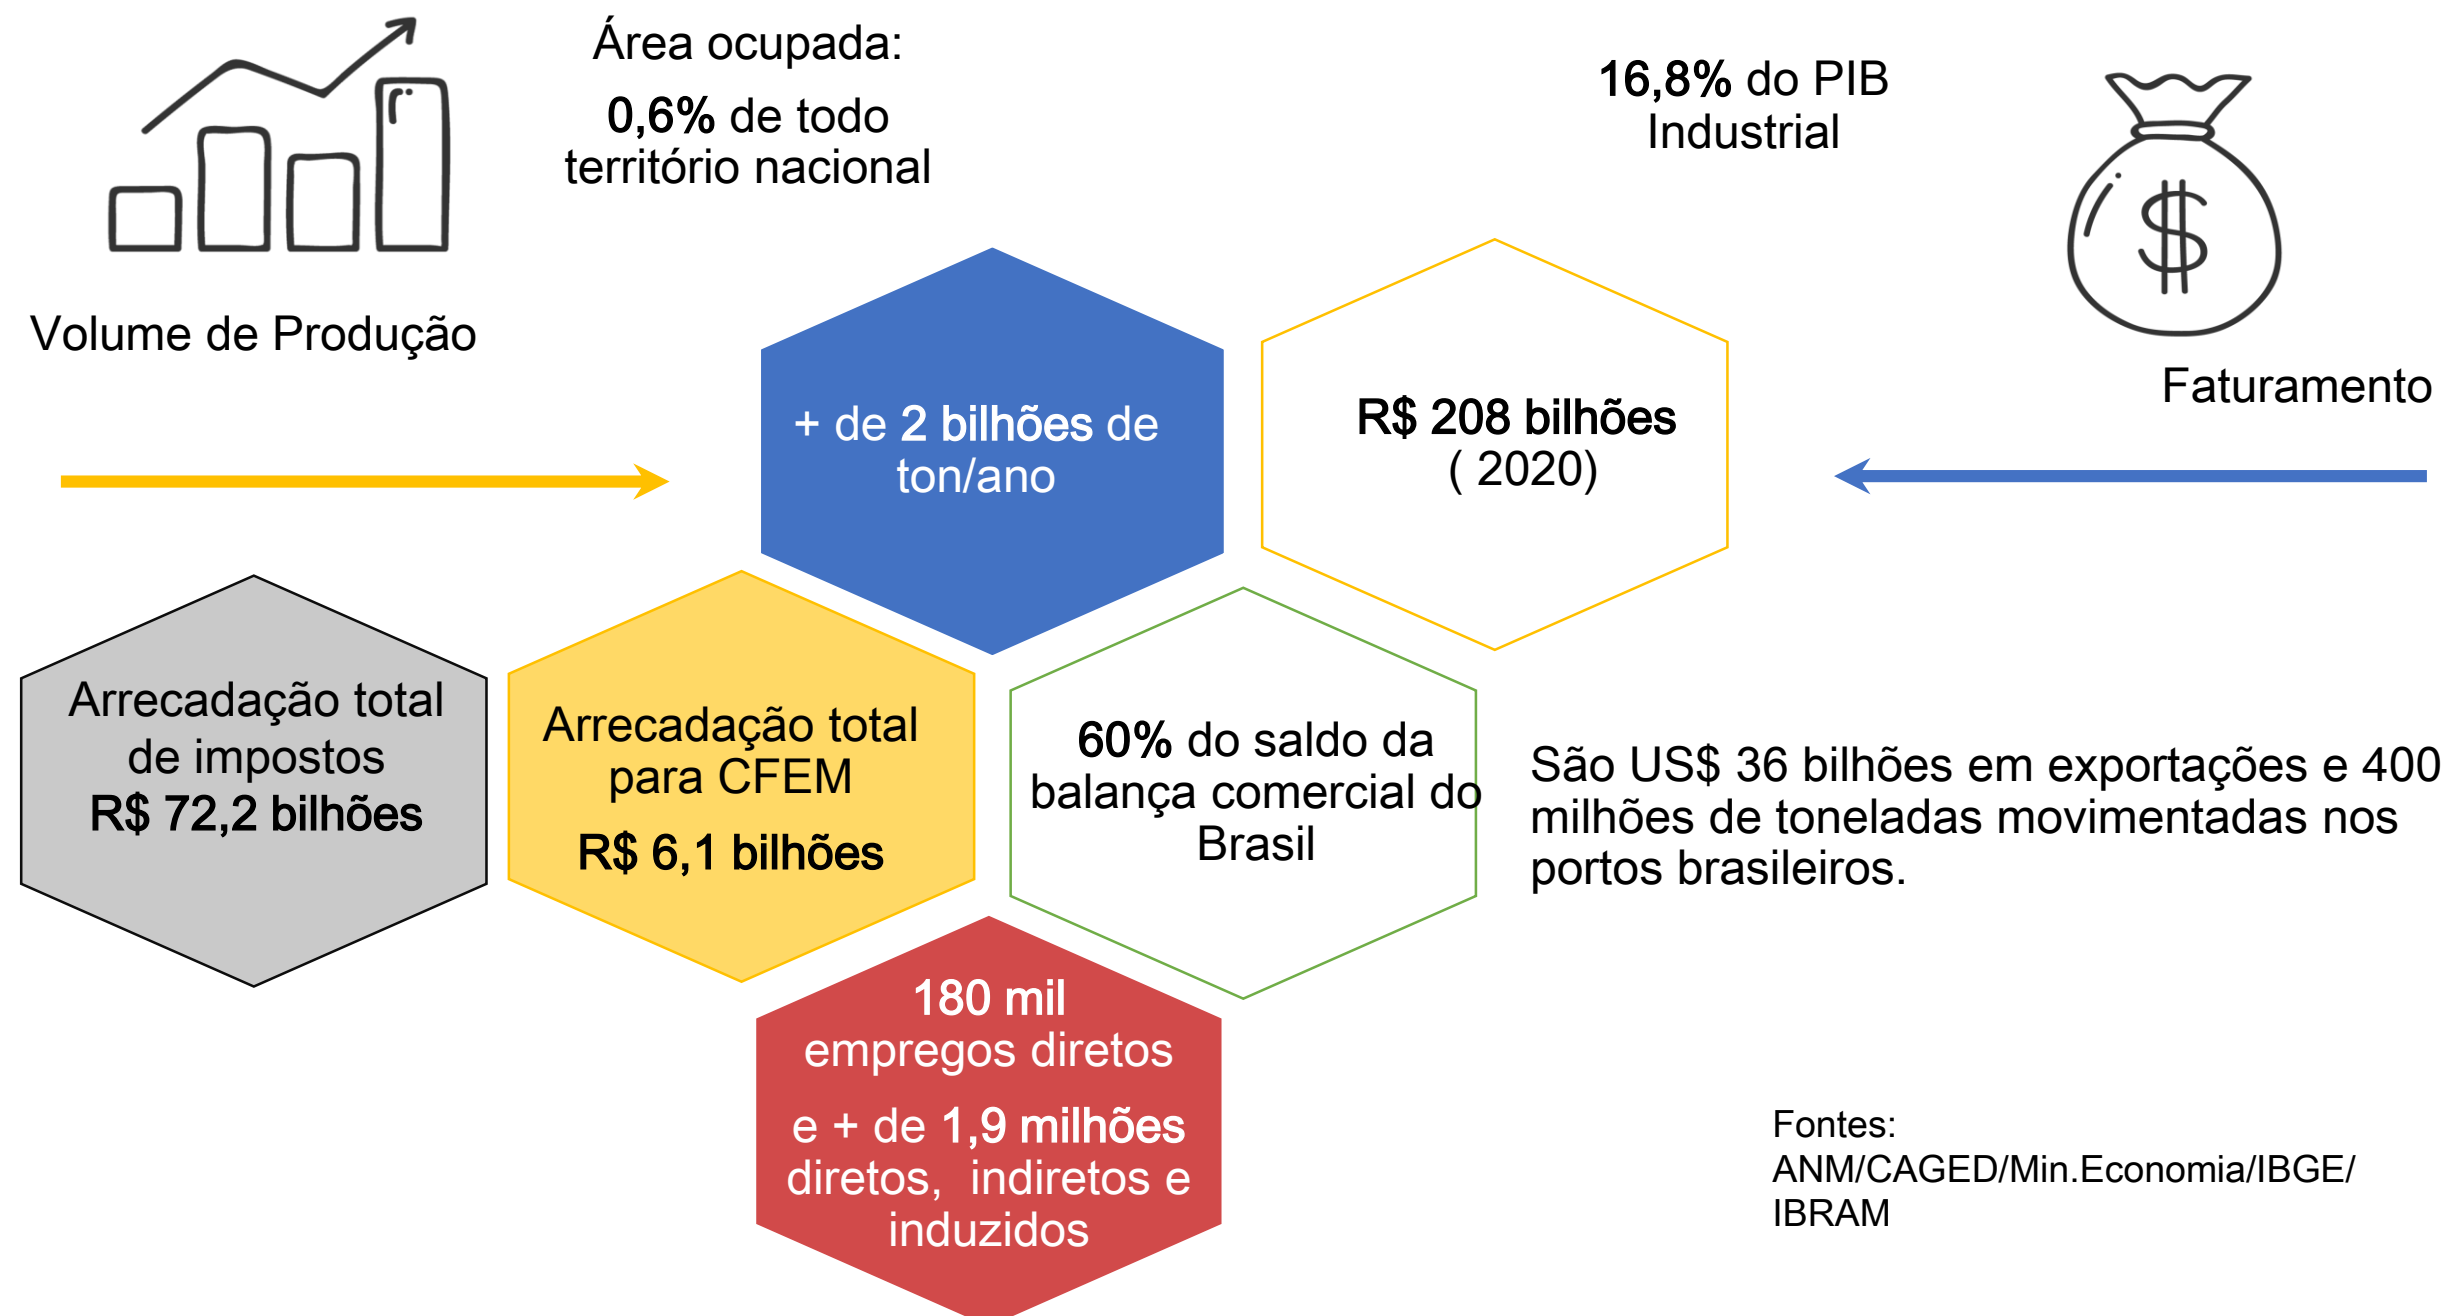 Área ocupada:
0,6% de todo
território nacional
16,8% do PIB
Industrial
Volume de Produção
Faturamento
+ de 2 bilhões de
ton/ano
R$ 208 bilhões
( 2020)
Arrecadação total
de impostos
R$ 72,2 bilhões
Arrecadação total
para CFEM
R$ 6,1 bilhões
60% do saldo da
balança comercial do
Brasil
São US$ 36 bilhões em exportações e 400
milhões de toneladas movimentadas nos
portos brasileiros.
180 mil
empregos diretos
e + de 1,9 milhões
diretos,  indiretos e
induzidos
Fontes:
ANM/CAGED/Min.Economia/IBGE/
IBRAM